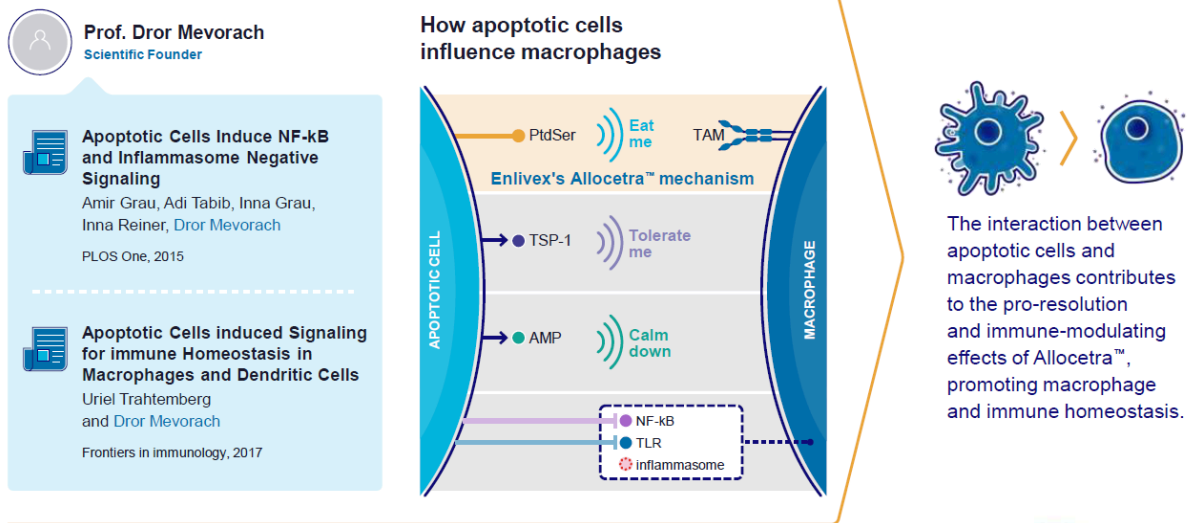 Prof. Dror Mevorach
Scientific Founder
Apoptotic Cells Induce NF-kB
and Inflammasome Negative
Signaling
Amir Grau, Adi Tabib, Inna Grau,
Inna Reiner, Dror Mevorach
PLOS One, 2015
Apoptotic Cells induced Signaling
for immune Homeostasis in
Macrophages and Dendritic Cells
Uriel Trahtemberg
and Dror Mevorach
Frontiers in immunology, 2017
How apoptotic cells
influence macrophages
APOPTOTIC CELL
PtdSer
Eat
me
TAM
Enlivex's Allocetra™ mechanism
TSP-1
Tolerate
me
AMP
Calm
down
NF-kB
TLR
inflammasome
MACROPHAGE
The interaction between
apoptotic cells and
macrophages contributes
to the pro-resolution
and immune-modulating
effects of Allocetra™,
promoting macrophage
and immune homeostasis.